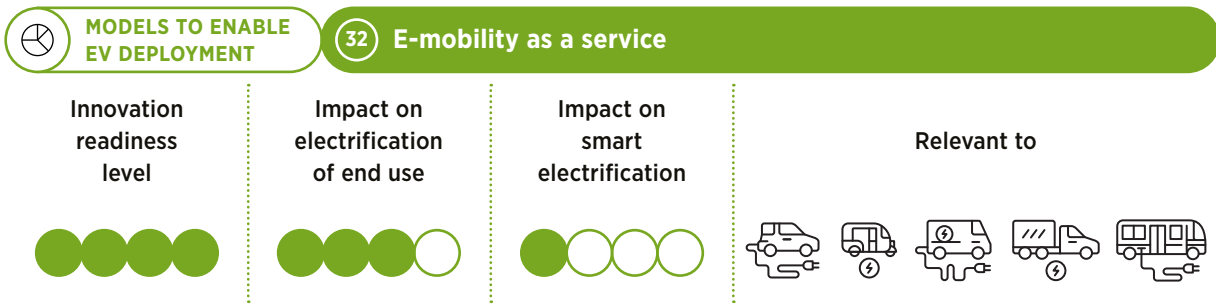 MODELS TO ENABLE
EV DEPLOYMENT
32 E-mobility as a service
Innovation
readiness
level
Impact on
electrification
of end use
Impact on
smart
electrification
Relevant to